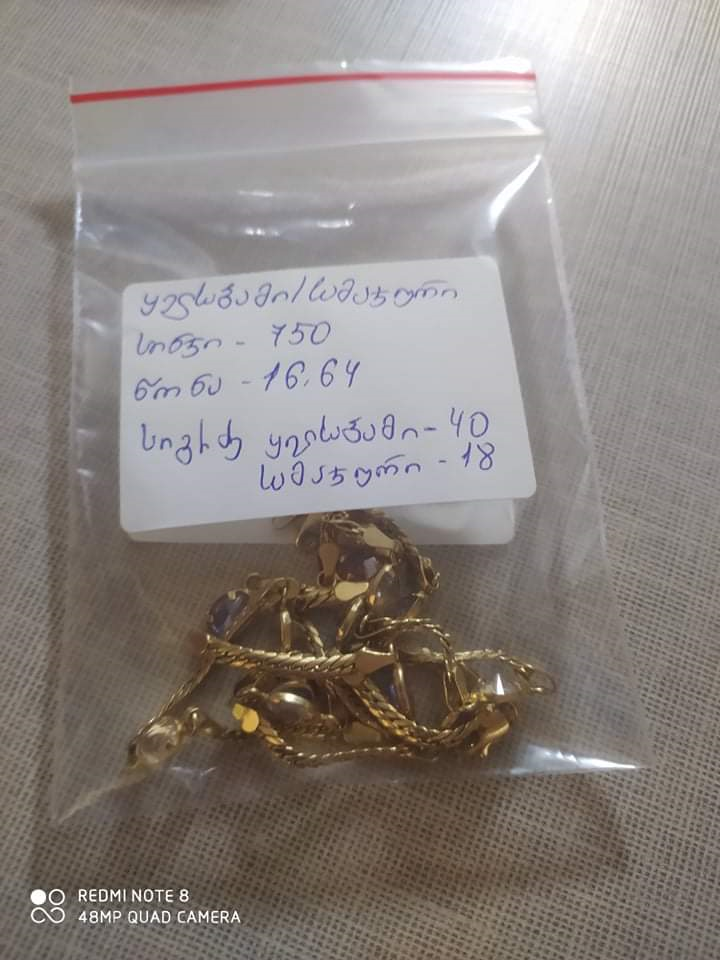 ყელსაბამი/სამაჯური
სინჯი - 750
წონა - 16.64
სიგრძე ყელსაბამი - 40
სამაჯური - 18
REDMI NOTE 8
48MP QUAD CAMERA